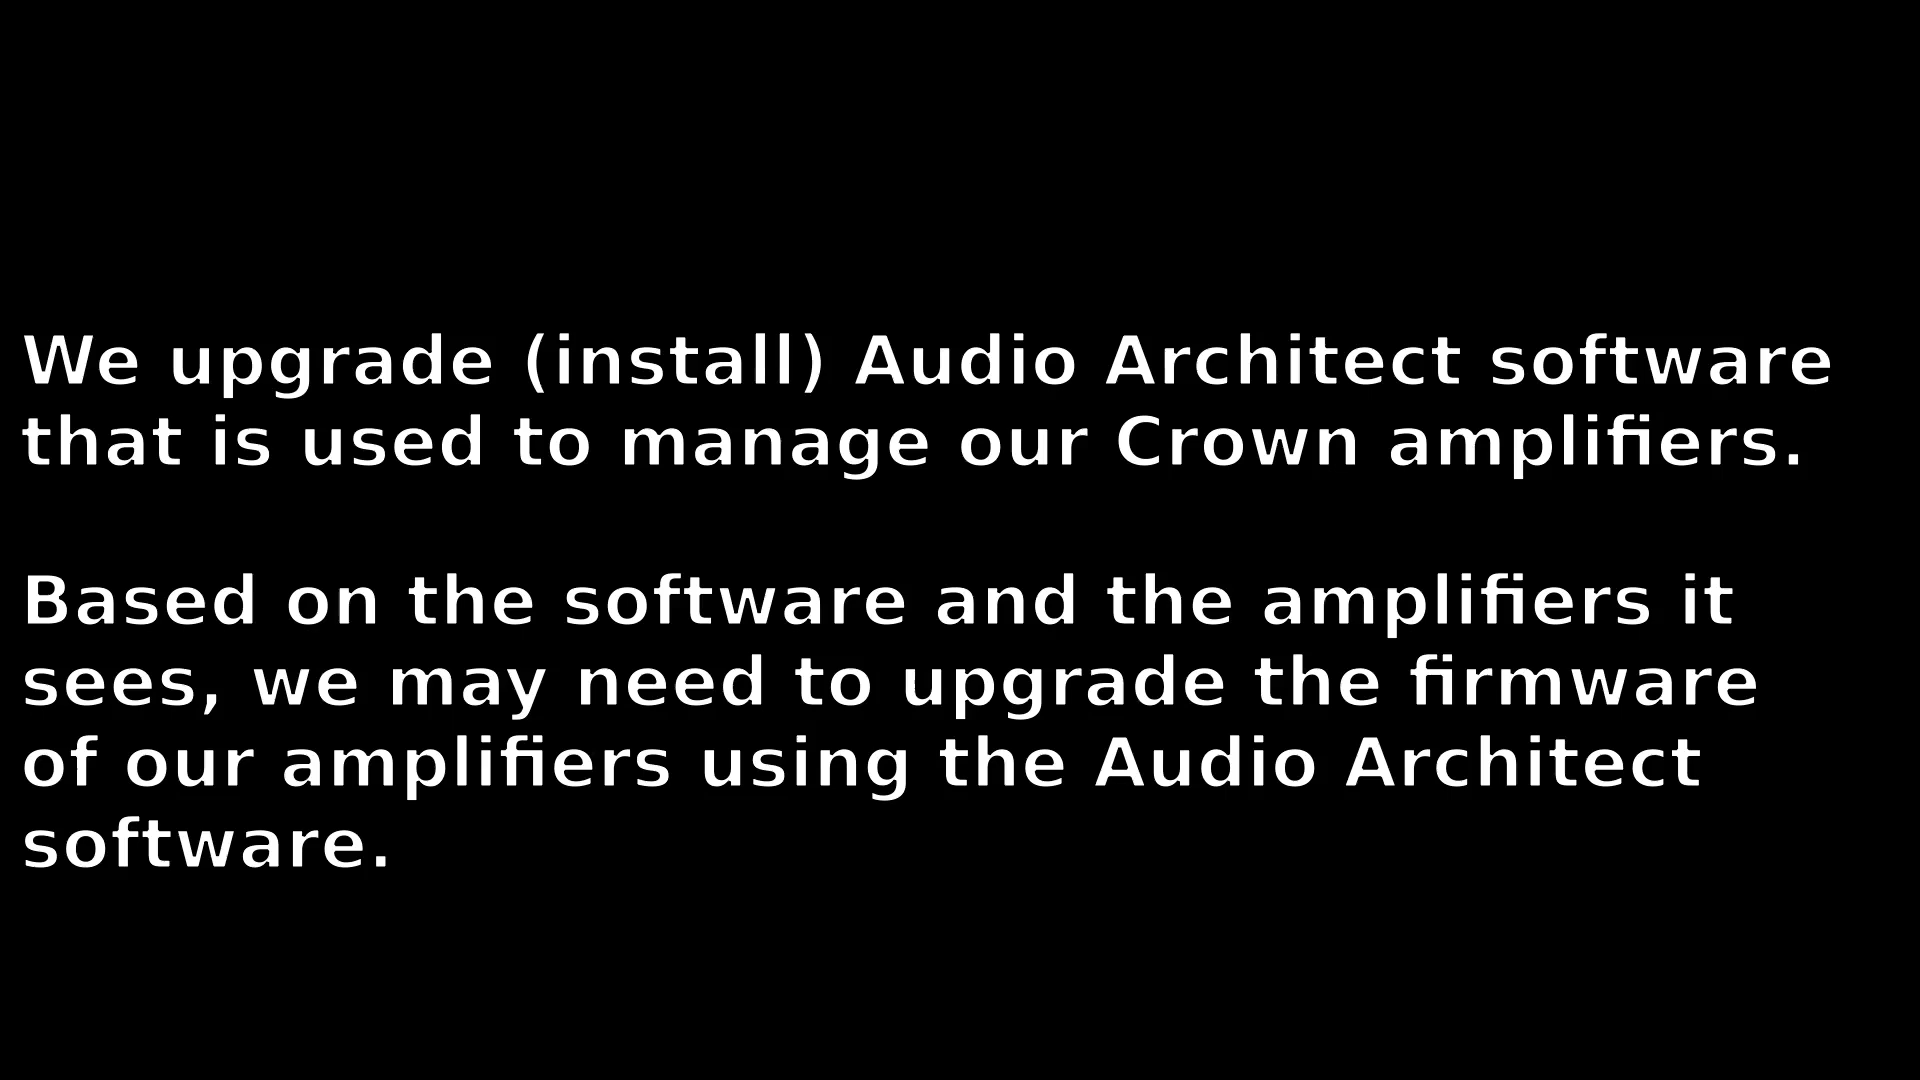 We upgrade (install) Audio Architect software
that is used to manage our Crown amplifiers.
Based on the software and the amplifiers it
sees, we may need to upgrade the firmware
of our amplifiers using the Audio Architect
software.